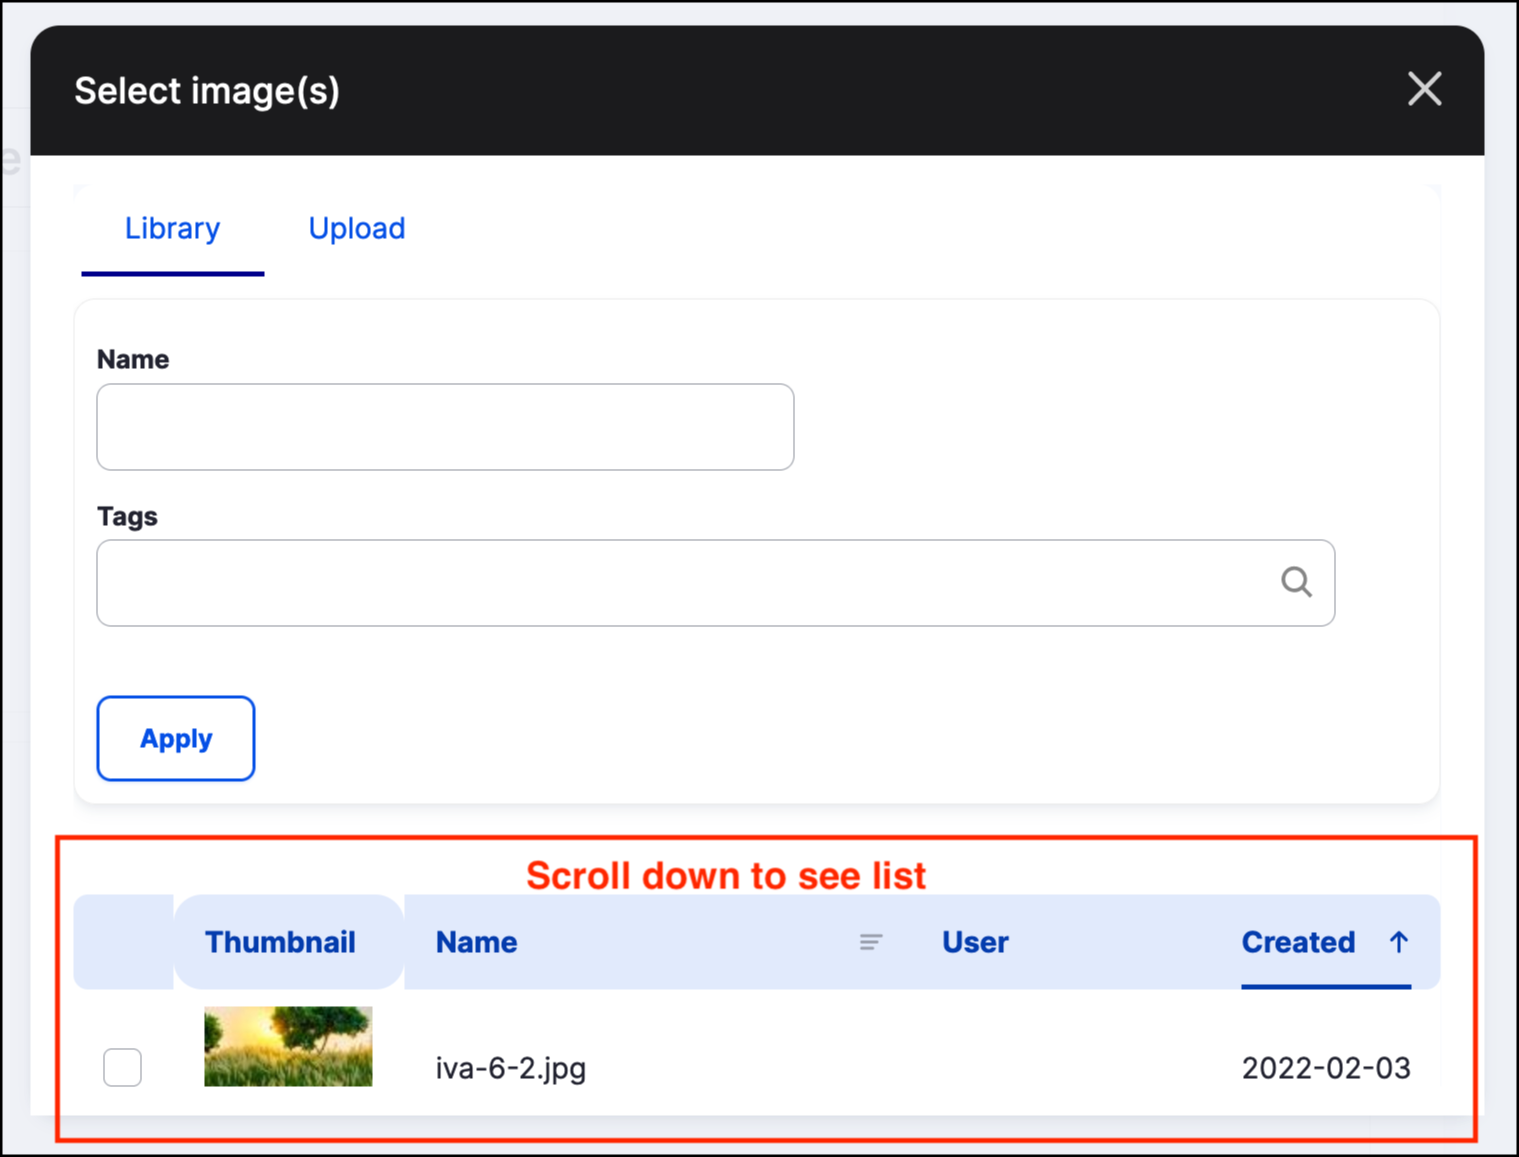 Select image(s)
e
Library Upload
Name
Tags
Apply
Scroll down to see list
Thumbnail Name User Created
iva-6-2.jpg 2022-02-03